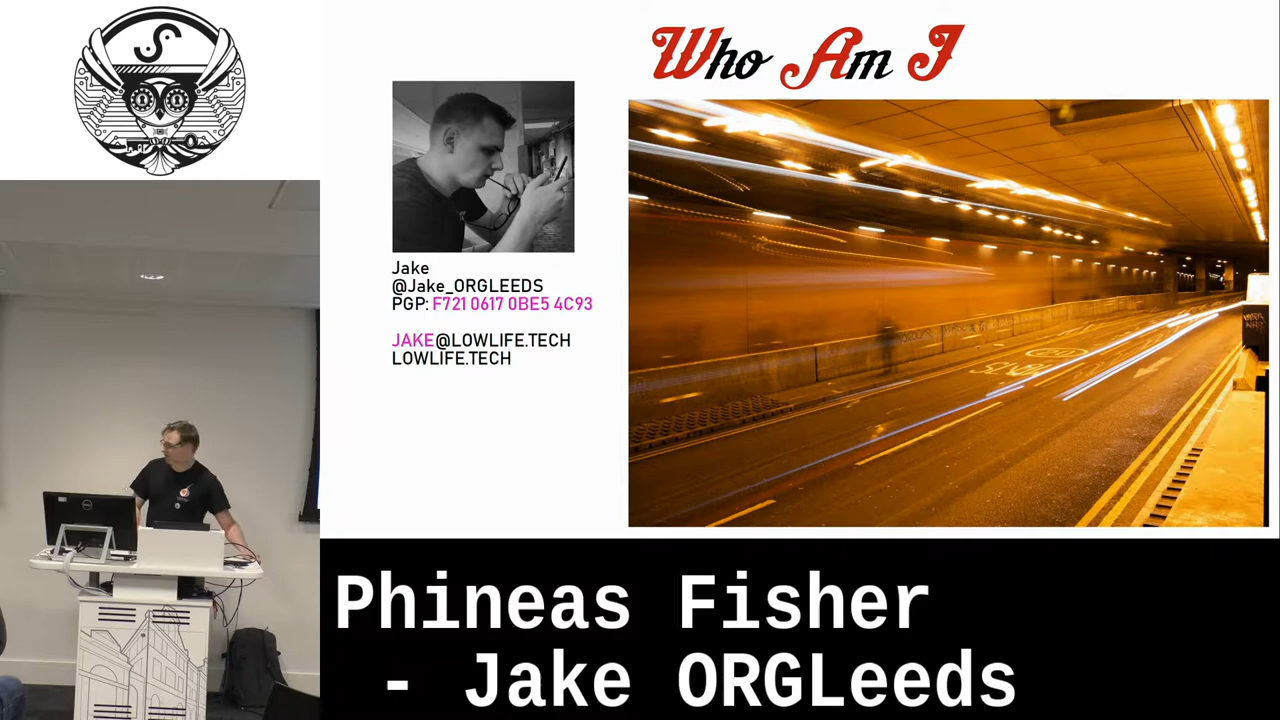 Who Am I
Jake
@Jake_ORGLEEDS
PGP: F721 0617 0BE5 4C93
JAKE@LOWLIFE.TECH
LOWLIFE.TECH
Phineas Fisher
- Jake ORGLeeds